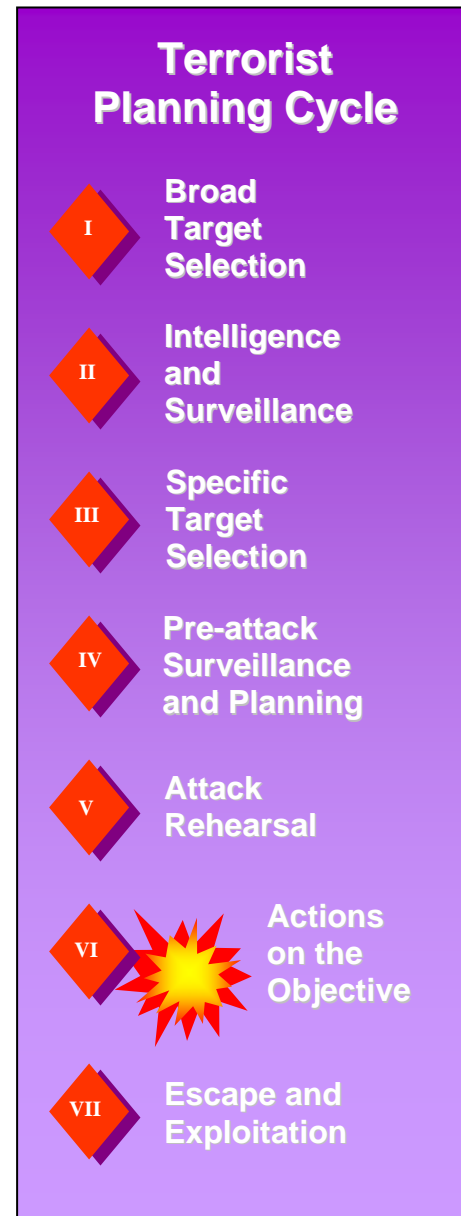 Terrorist
Planning Cycle
I
Broad
Target
Selection
II
Intelligence
and
Surveillance
III
Specific
Target
Selection
IV
Pre-attack
Surveillance
and Planning
V
Attack
Rehearsal
VI
Actions
on the
Objective
VII
Escape and
Exploitation